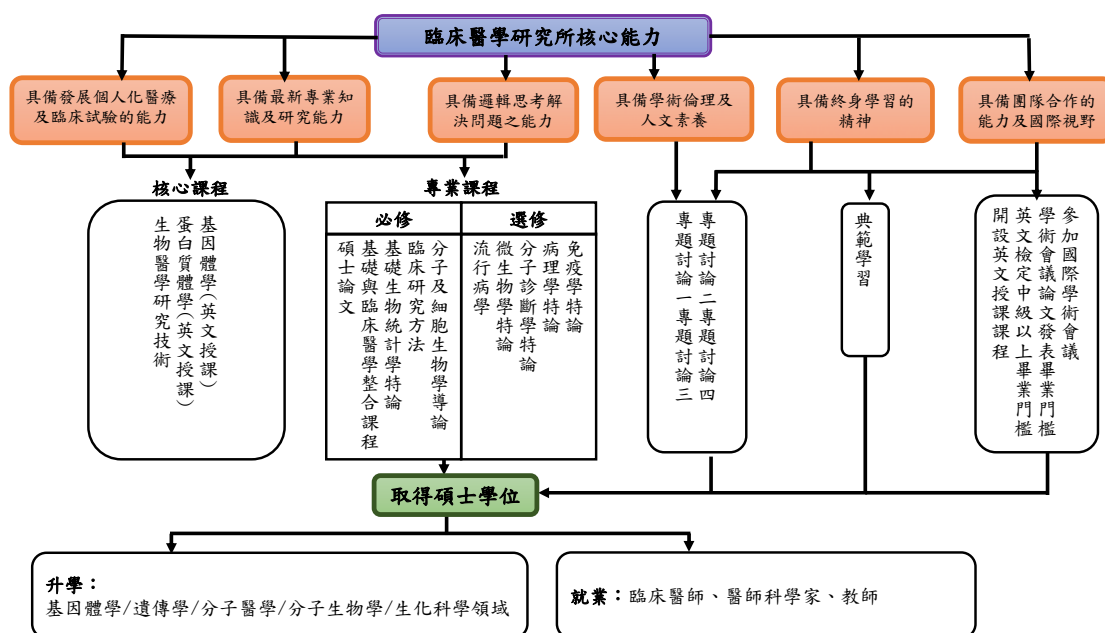 臨床醫學研究所核心能力
具備發展個人化醫療
及臨床試驗的能力
具備最新專業知
識及研究能力
具備邏輯思考解
決問題之能力
具備學術倫理及
人文素養
具備終身學習的
精神
具備團隊合作的
能力及國際視野
核心課程
基因體學(英文授課)
蛋白質體學(英文授課)
生物醫學研究技術
專業課程
必修
分子及細胞生物學導論
臨床研究方法
基礎生物統計學特論
基礎與臨床醫學整合課程
碩士論文
選修
免疫學特論
病理學特論
分子診斷學特論
微生物學特論
流行病學
專題討論二專題討論四
專題討論一專題討論三
典範學習
參加國際學術會議
學術會議論文發表畢業門檻
英文檢定中級以上畢業門檻
開設英文授課課程
取得碩士學位
升學：
基因體學/遺傳學/分子醫學/分子生物學/生化科學領域
就業：臨床醫師、醫師科學家、教師